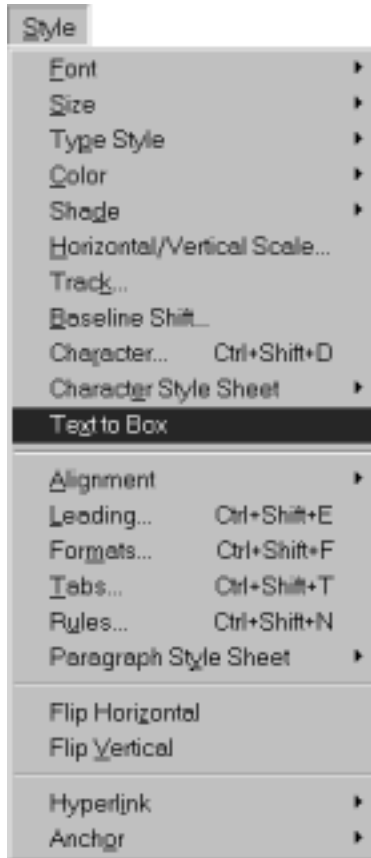 Style
Font
Size
Type Style
Color
Shade
Horizontal/Vertical Scale...
Track...
Baseline Shift...
Character... Ctrl+Shift+D
Character Style Sheet
Text to Box
Alignment
Leading... Ctrl+Shift+E
Formats... Ctrl+Shift+F
Tabs... Ctrl+Shift+T
Rules... Ctrl+Shift+N
Paragraph Style Sheet
Flip Horizontal
Flip Vertical
Hyperlink
Anchor